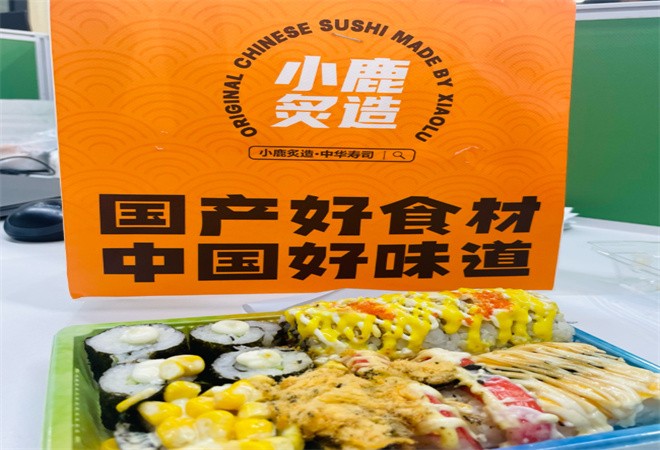 ORIGINAL CHINESE SUSHI MADE BY XIAOLU
小鹿
炙造
小鹿炙造·中华寿司
国产好食材
中国好味道